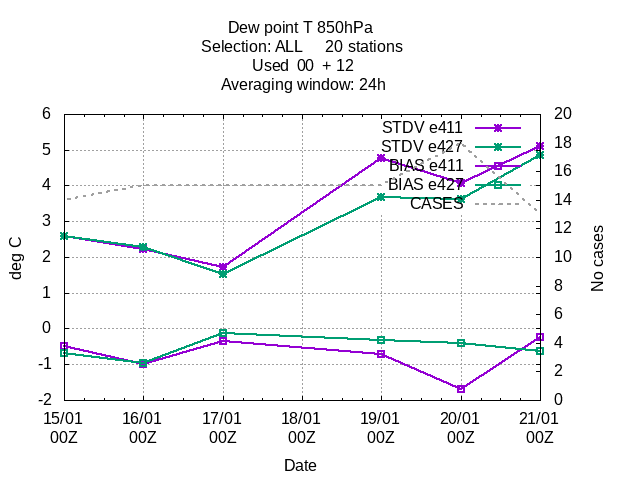 Dew point T 850hPa
Selection: ALL     20 stations
Used  00  + 12
Averaging window: 24h
6
5
4
3
2
1
0
-1
-2
deg C
20
18
16
14
12
10
8
6
4
2
0
No cases
STDV e411
STDV e427
BIAS e411
BIAS e427
CASES
15/01 16/01 17/01 18/01 19/01 20/01 21/01
00Z 00Z 00Z 00Z 00Z 00Z 00Z
Date